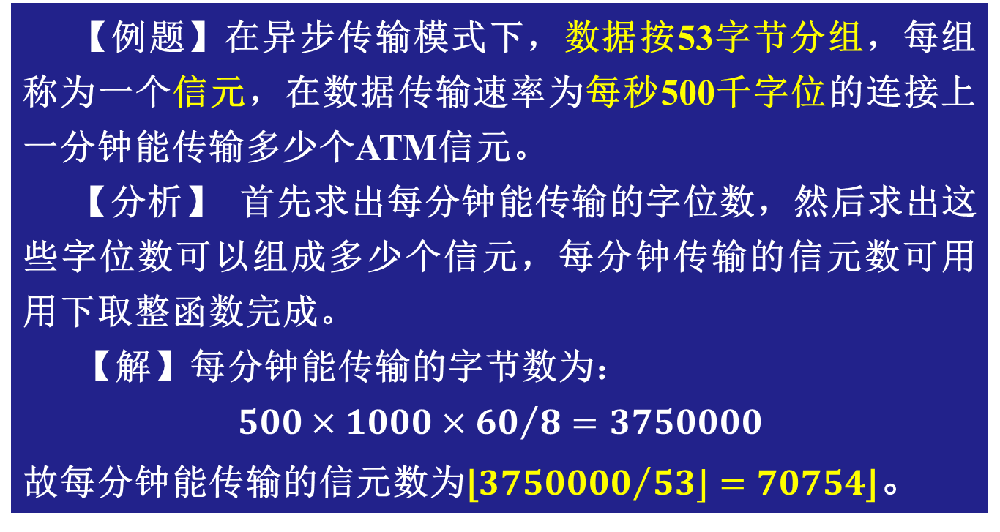 【例题】在异步传输模式下，数据按53字节分组，每组
称为一个信元，在数据传输速率为每秒500千字位的连接上
一分钟能传输多少个ATM信元。
【分析】 首先求出每分钟能传输的字位数，然后求出这
些字位数可以组成多少个信元，每分钟传输的信元数可用
用下取整函数完成。
【解】每分钟能传输的字节数为：
500 × 1000 × 60/8 = 3750000
故每分钟能传输的信元数为⌊3750000/53⌋ = 70754⌋。